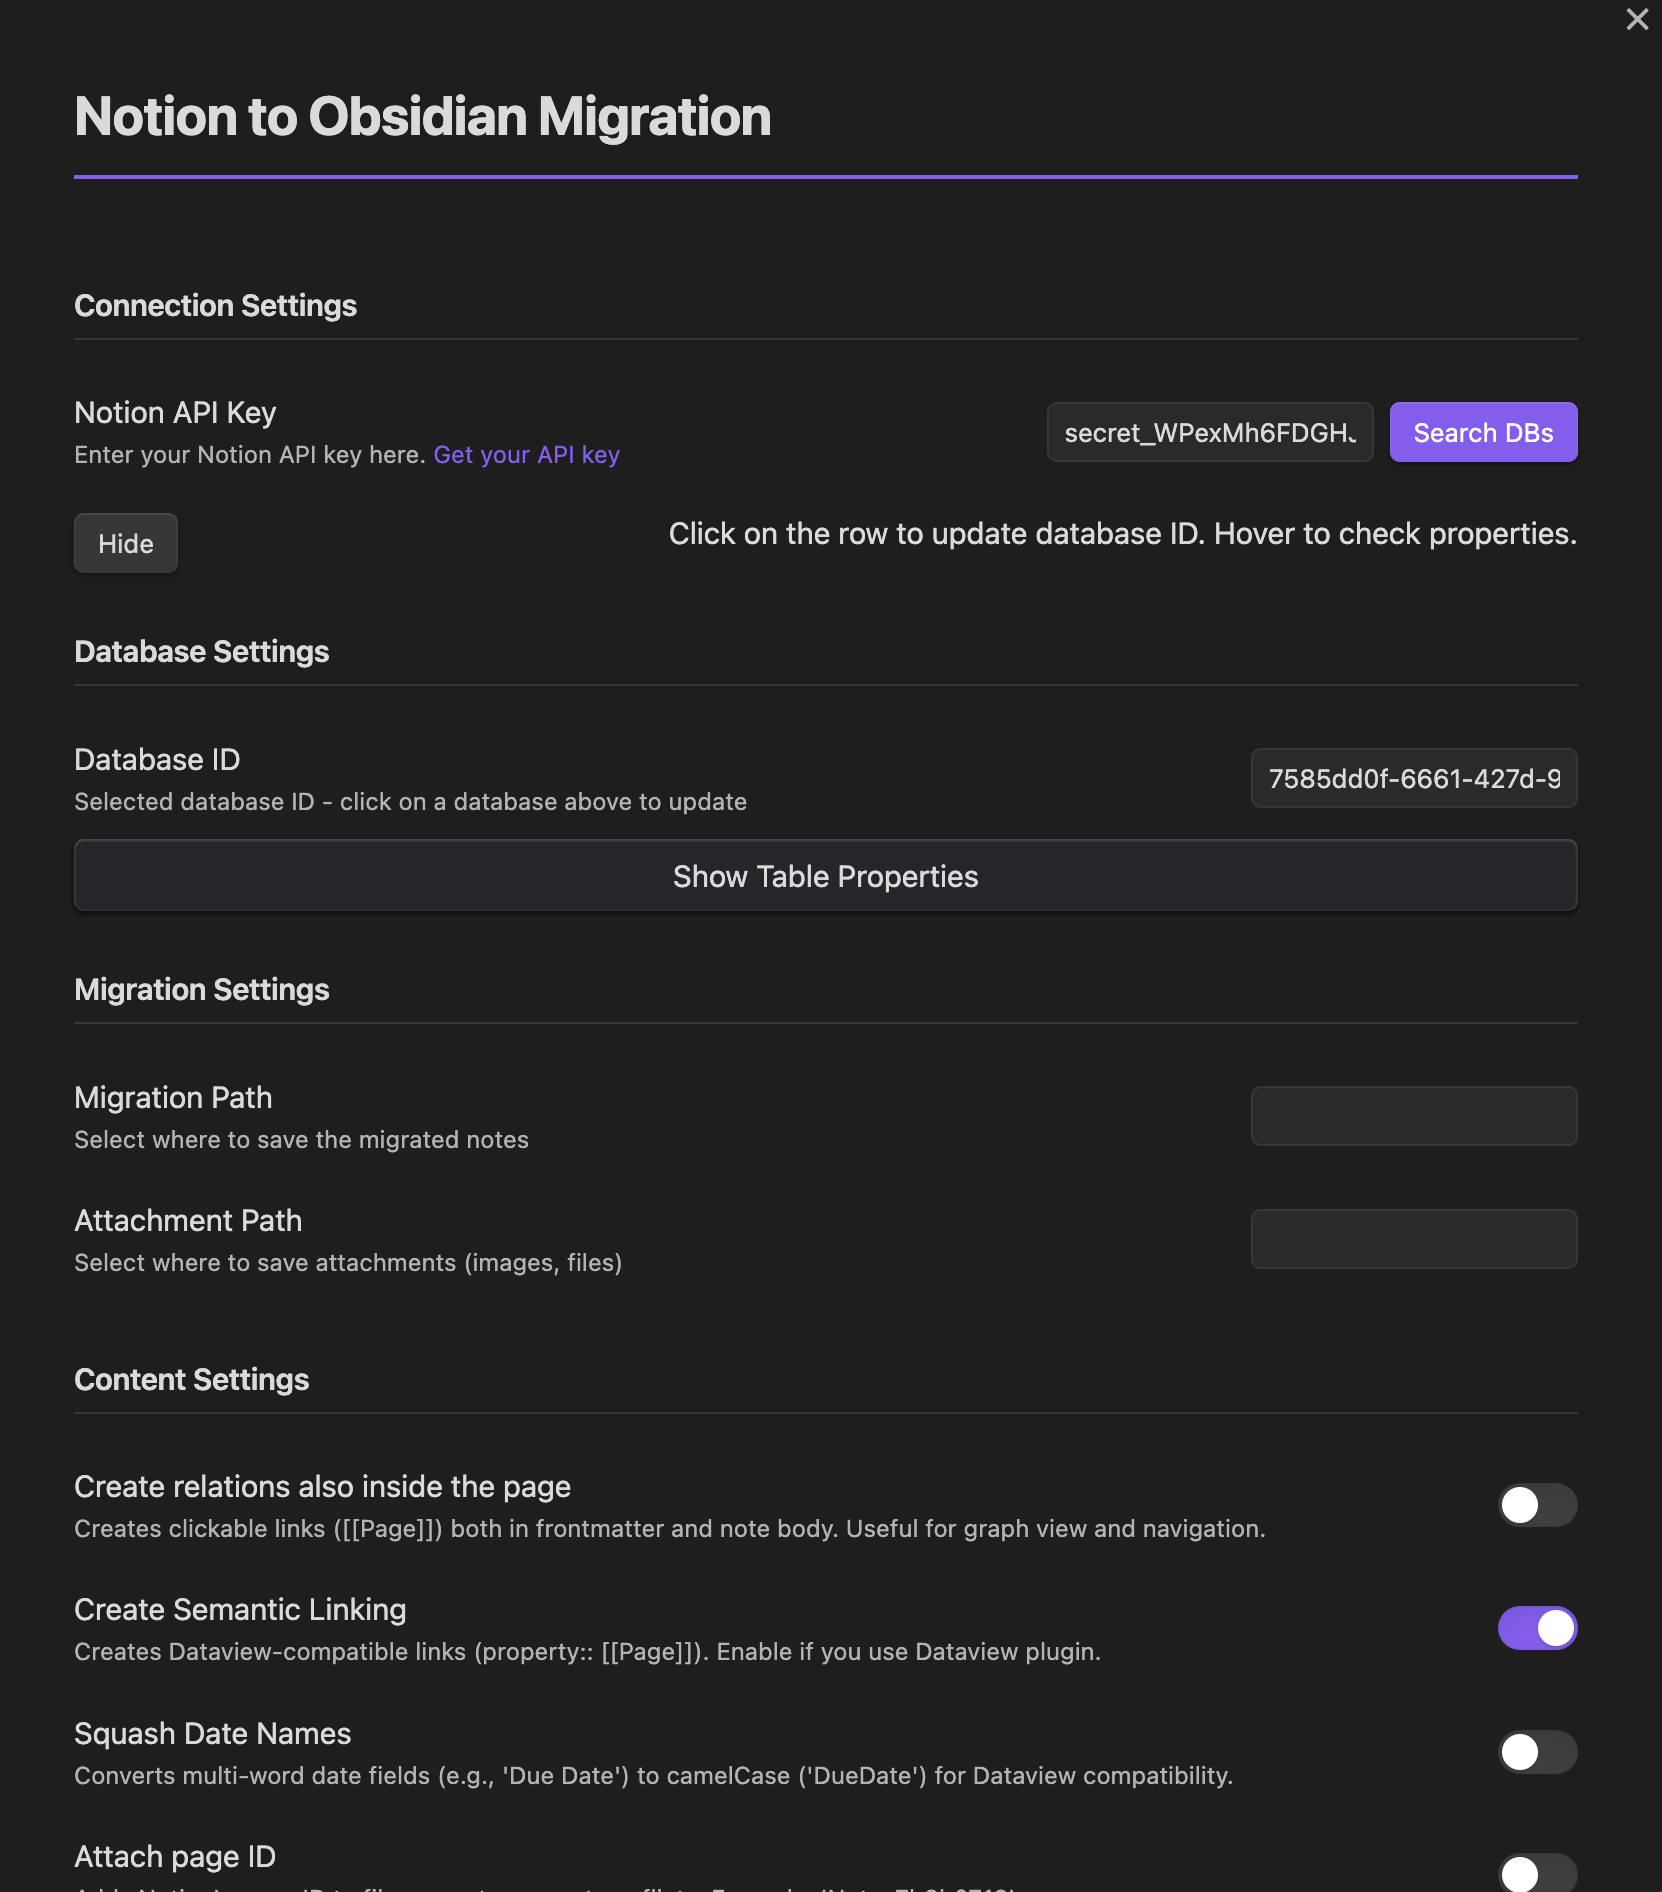 Notion to Obsidian Migration
Connection Settings
Notion API Key
Enter your Notion API key here. Get your API key
secret_WPexMh6FDGHJ
Search DBs
Hide
Click on the row to update database ID. Hover to check properties.
Database Settings
Database ID
Selected database ID - click on a database above to update
7585dd0f-6661-427d-9
Show Table Properties
Migration Settings
Migration Path
Select where to save the migrated notes
Attachment Path
Select where to save attachments (images, files)
Content Settings
Create relations also inside the page
Creates clickable links ([[Page]]) both in frontmatter and note body. Useful for graph view and navigation.
Create Semantic Linking
Creates Dataview-compatible links (property:: [[Page]]). Enable if you use Dataview plugin.
Squash Date Names
Converts multi-word date fields (e.g., 'Due Date') to camelCase ('DueDate') for Dataview compatibility.
Attach page ID